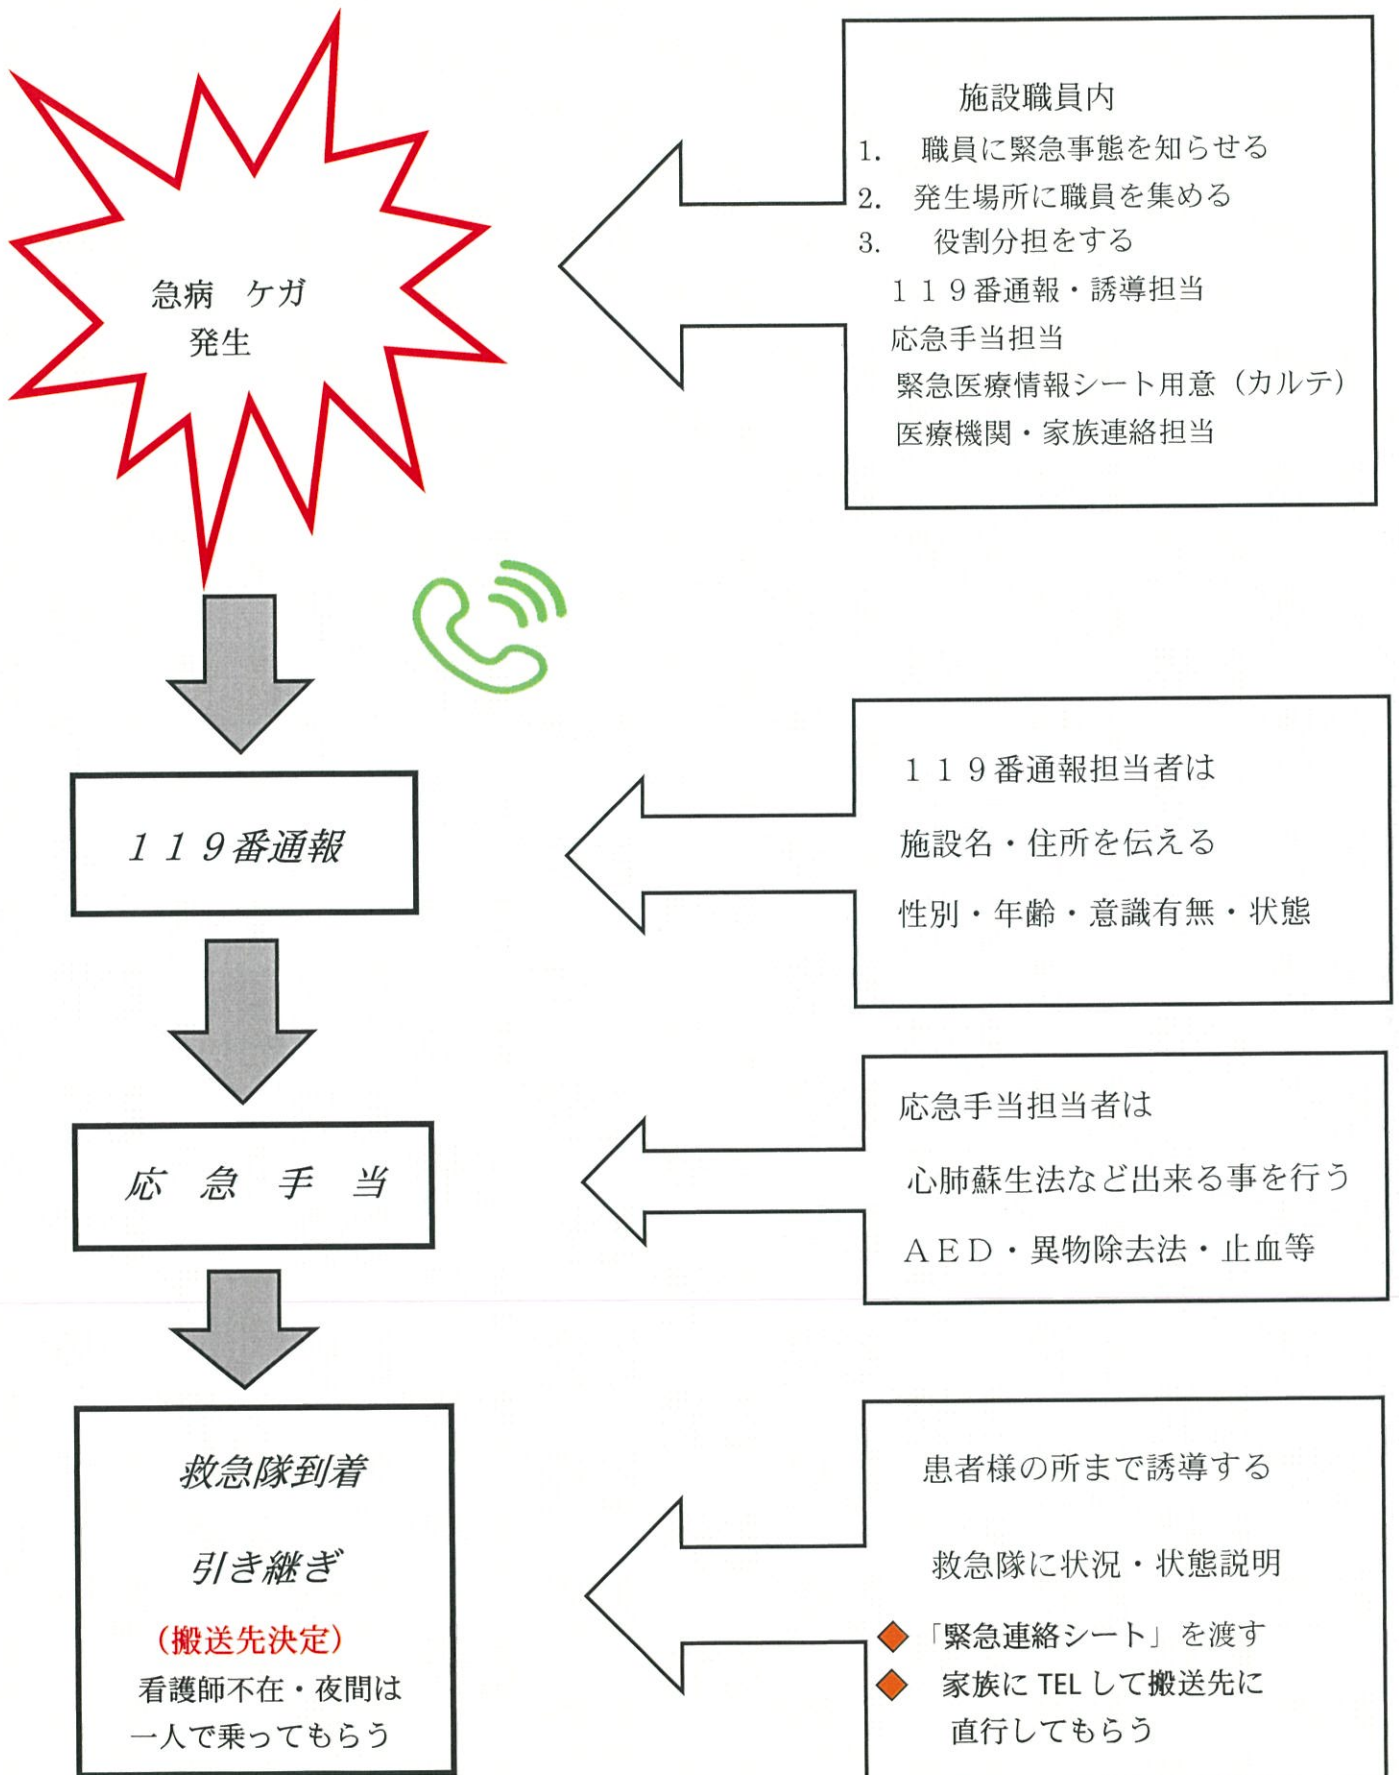 急病　ケガ
発生
施設職員内
1.　職員に緊急事態を知らせる
2.　発生場所に職員を集める
3.　役割分担をする
１１９番通報・誘導担当
応急手当担当
緊急医療情報シート用意（カルテ）
医療機関・家族連絡担当
１１９番通報
１１９番通報担当者は
施設名・住所を伝える
性別・年齢・意識有無・状態
応　急　手　当
応急手当担当者は
心肺蘇生法など出来る事を行う
ＡＥＤ・異物除去法・止血等
救急隊到着
引き継ぎ
（搬送先決定）
看護師不在・夜間は
一人で乗ってもらう
患者様の所まで誘導する
救急隊に状況・状態説明
「緊急連絡シート」を渡す
家族に TEL して搬送先に
直行してもらう